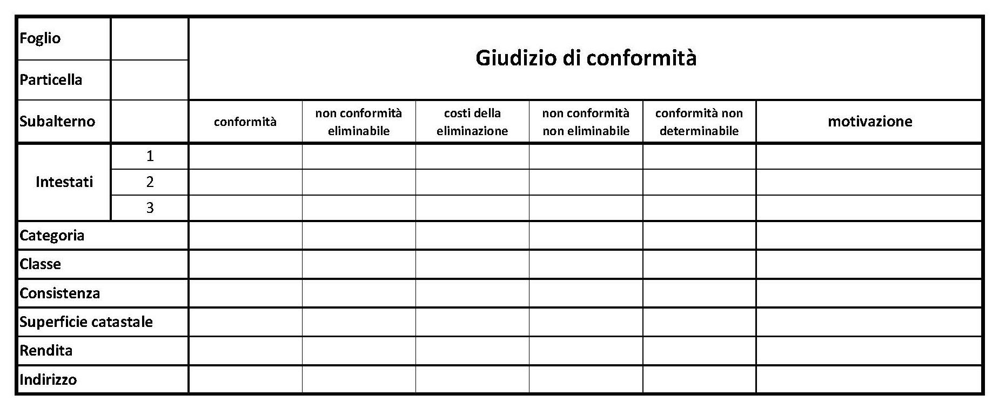 Foglio
Giudizio di conformità
Particella
Subalterno
conformità
non conformità
eliminabile
costi della
eliminazione
non conformità
non eliminabile
conformità non
determinabile
motivazione
Intestati
1
2
3
Categoria
Classe
Consistenza
Superficie catastale
Rendita
Indirizzo